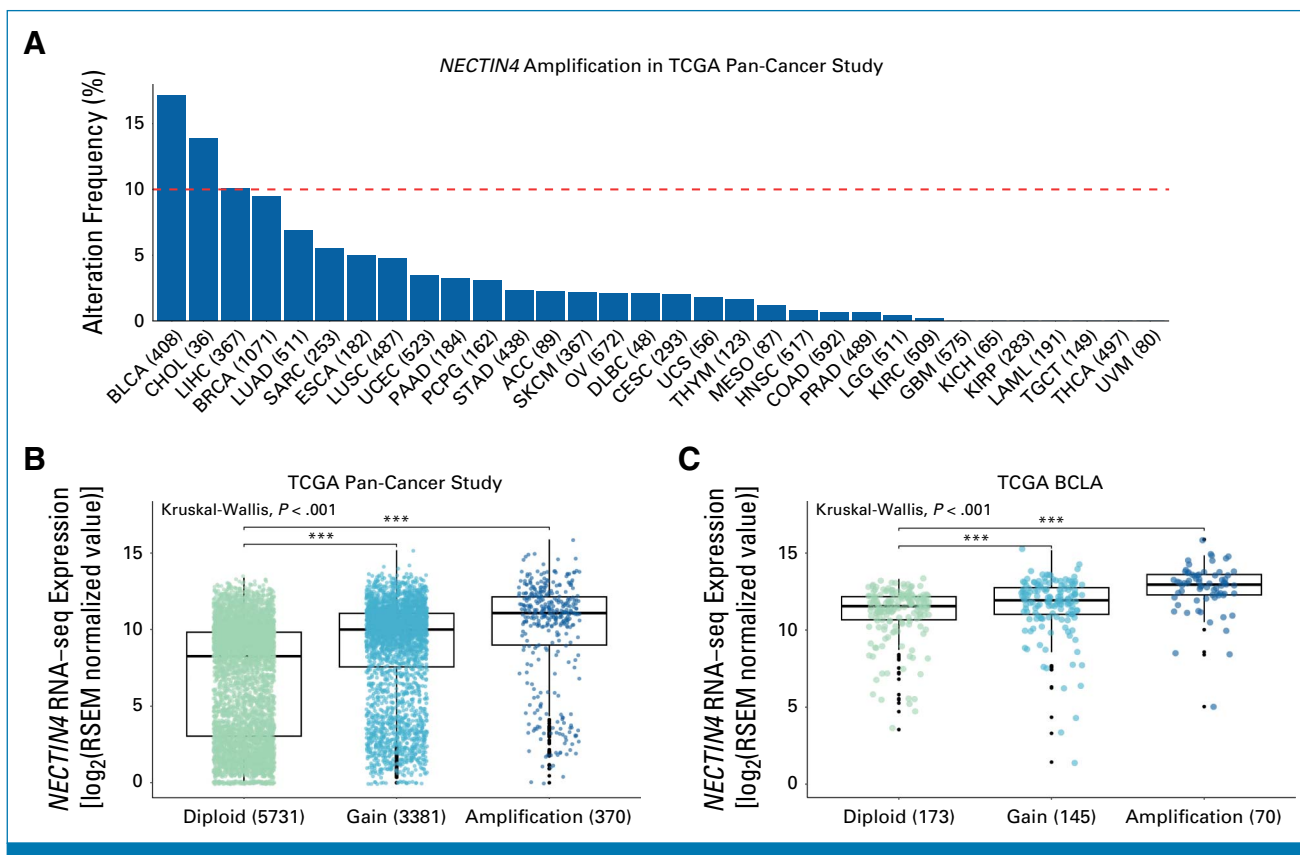 A
NECTIN4 Amplification in TCGA Pan-Cancer Study
Alteration Frequency (%)
15
10
5
0
BLCA (408)
CHOL (36)
LIHC (367)
BRCA (1071)
LUAD (511)
SARC (253)
ESCA (182)
LUSC (487)
UCEC (523)
PAAD (184)
PCPG (162)
STAD (438)
ACC (89)
SKCM (367)
OV (572)
DLBC (48)
CESC (293)
UCS (56)
THYM (123)
MESO (87)
HNSC (517)
COAD (592)
PRAD (489)
LGG (511)
KIRC (509)
GBM (575)
KICH (65)
KIRP (283)
LAML (191)
TGCT (149)
THCA (497)
UVM (80)
B
TCGA Pan-Cancer Study
NECTIN4 RNA–seq Expression
[log2(RSEM normalized value)]
Kruskal-Wallis, P < .001
***
***
15
10
5
0
Diploid (5731)
Gain (3381)
Amplification (370)
C
TCGA BCLA
NECTIN4 RNA–seq Expression
[log2(RSEM normalized value)]
Kruskal-Wallis, P < .001
***
***
15
10
5
0
Diploid (173)
Gain (145)
Amplification (70)